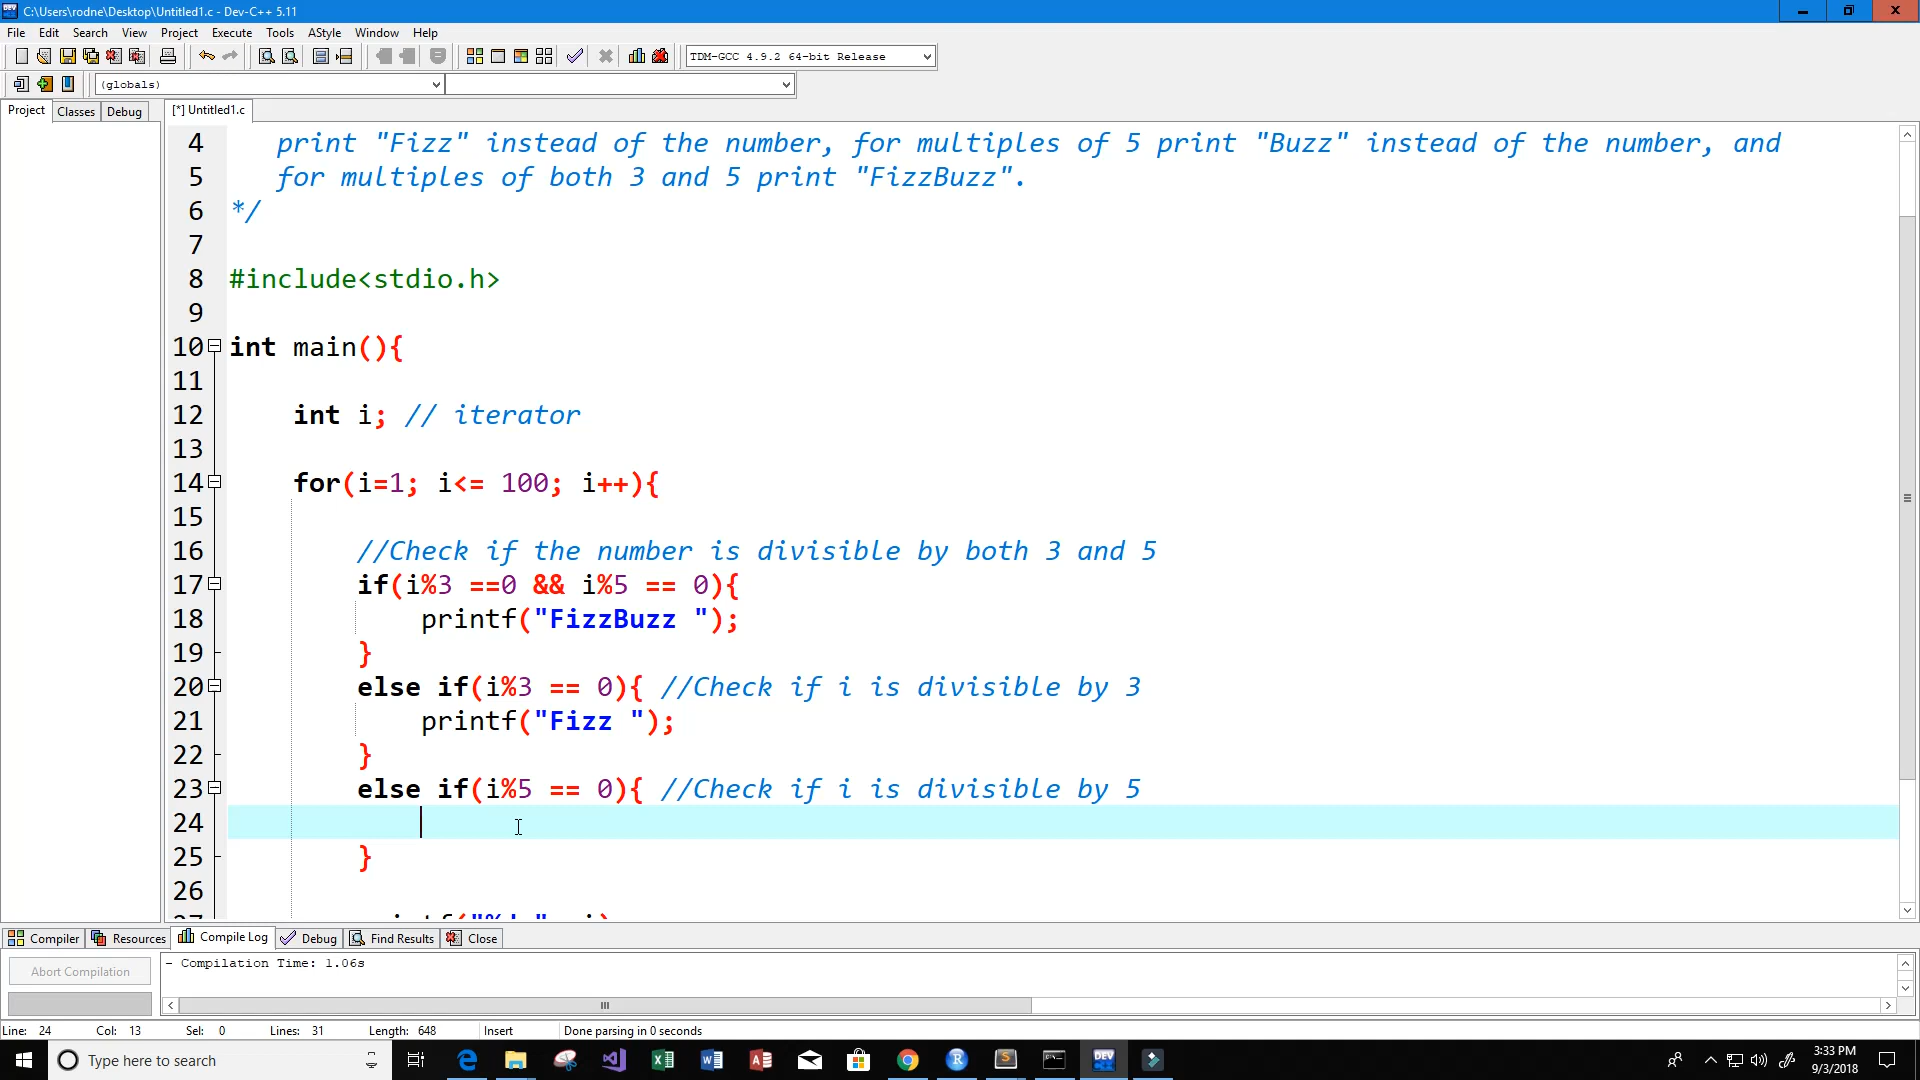 C:\Users\rodne\Desktop\Untitled1.c - Dev-C++ 5.11
File Edit Search View Project Execute Tools AStyle Window Help
TDM-GCC 4.9.2 64-bit Release
(globals)
Project Classes Debug [*] Untitled1.c
4 print "Fizz" instead of the number, for multiples of 5 print "Buzz" instead of the number, and
5 for multiples of both 3 and 5 print "FizzBuzz".
6 */
7
8 #include<stdio.h>
9
10 int main(){
11
12 int i; // iterator
13
14 for(i=1; i<= 100; i++){
15
16 //Check if the number is divisible by both 3 and 5
17 if(i%3 ==0 && i%5 == 0){
18 printf("FizzBuzz ");
19 }
20 else if(i%3 == 0){ //Check if i is divisible by 3
21 printf("Fizz ");
22 }
23 else if(i%5 == 0){ //Check if i is divisible by 5
24
25 }
26
Compiler Resources Compile Log Debug Find Results Close
Abort Compilation
- Compilation Time: 1.06s
Line: 24 Col: 13 Sel: 0 Lines: 31 Length: 648 Insert Done parsing in 0 seconds
Type here to search
3:33 PM
9/3/2018